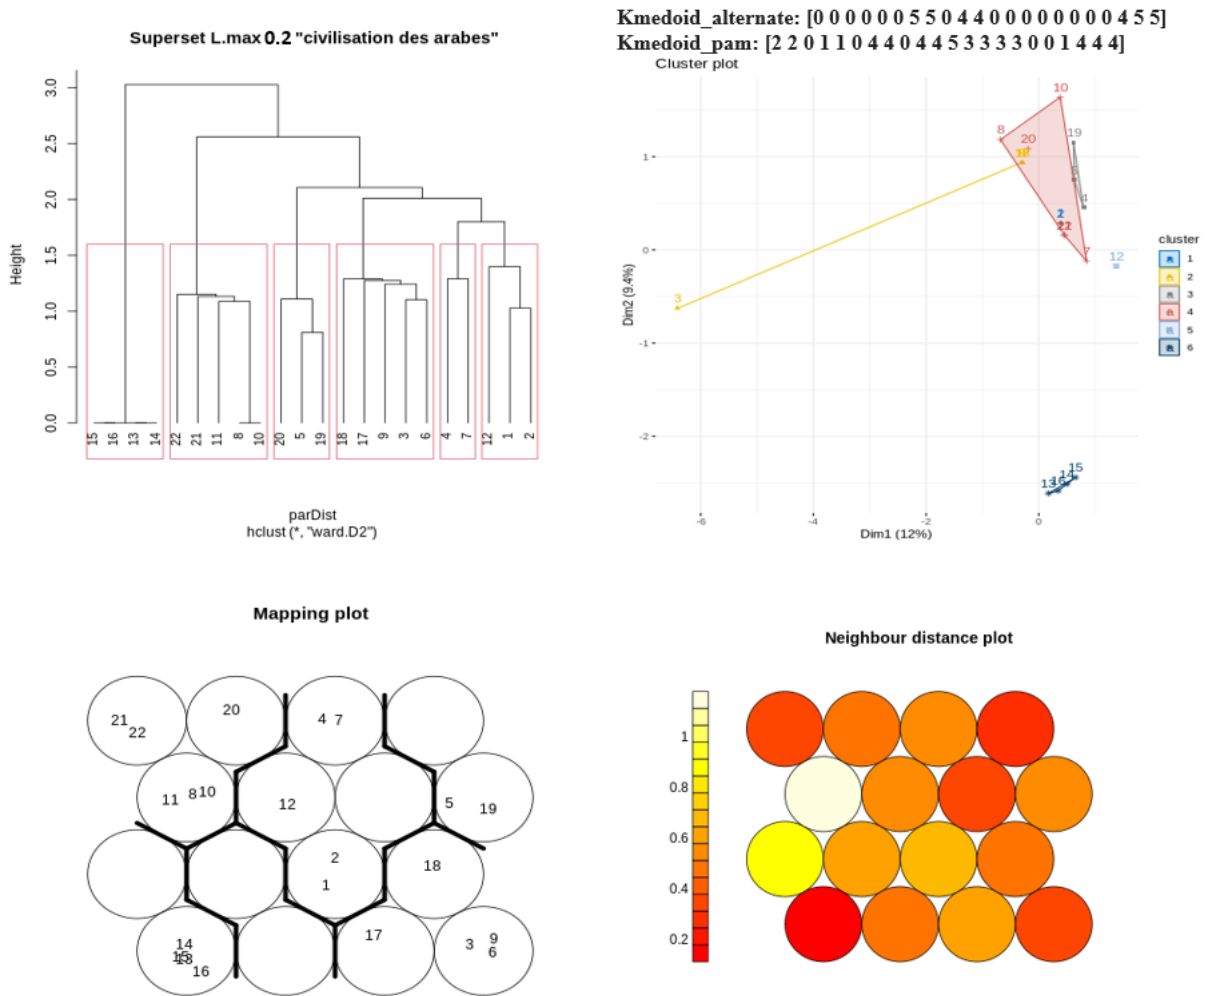 Superset L.max 0.2 "civilisation des arabes"
Height
3.0
2.5
2.0
1.5
1.0
0.5
0.0
15 16 13 14 22 21 11 8 10 20 5 19 18 17 9 3 6 4 7 12 1 2
parDist
hclust (*, "ward.D2")
Kmedoid_alternate: [0 0 0 0 0 0 5 5 0 4 4 0 0 0 0 0 0 0 0 4 5 5]
Kmedoid_pam: [2 2 0 1 1 0 4 4 0 4 4 5 3 3 3 3 0 0 1 4 4 4]
Cluster plot
Dim2 (9.4%)
1
0
-1
-2
10
8
20
19
7
12
3
15
14
16
13
-6 -4 -2 0
Dim1 (12%)
cluster
1
2
3
4
5
6
Mapping plot
21 22 20 4 7
11 8 10 12 5 19
2 1 18
14 15 13 16 17 3 9 6
Neighbour distance plot
1
0.8
0.6
0.4
0.2